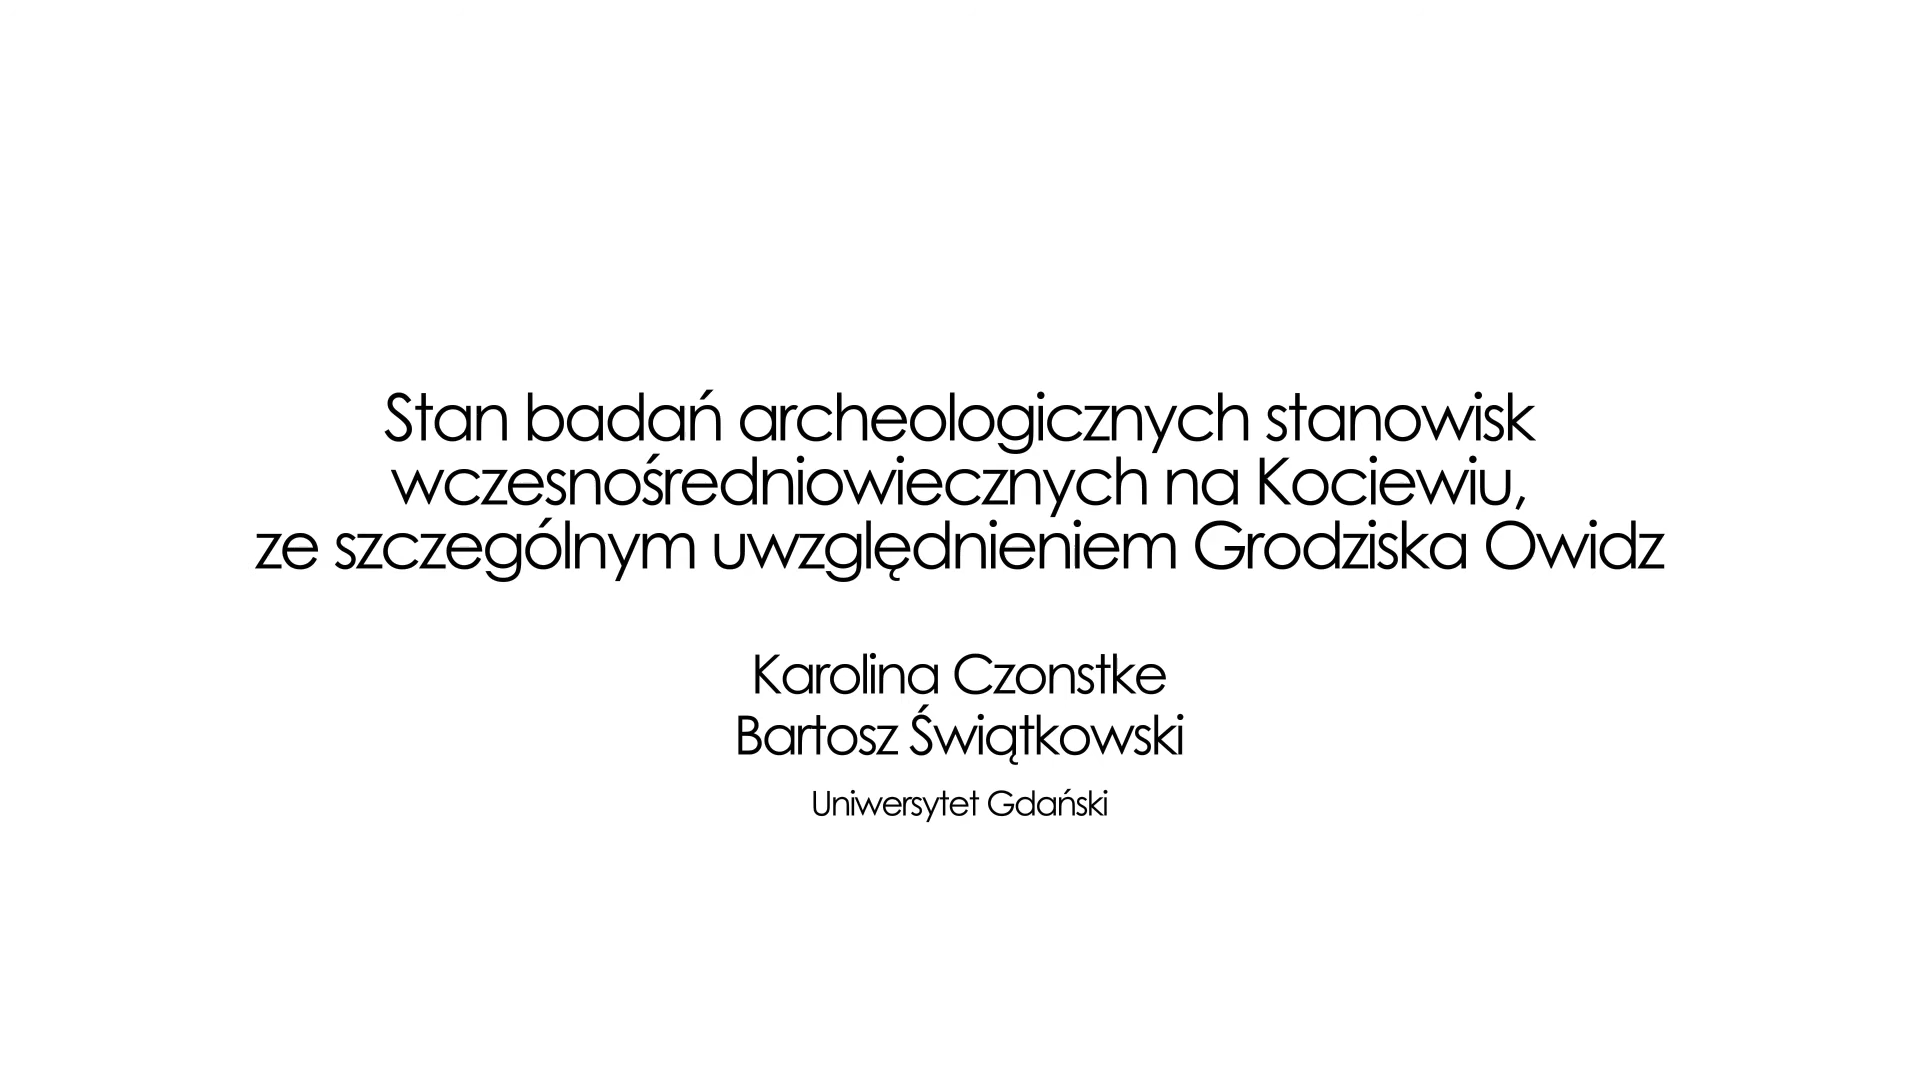 Stan badań archeologicznych stanowisk
wczesnośredniowiecznych na Kociewiu,
ze szczególnym uwzględnieniem Grodziska Owidz
Karolina Czonstke
Bartosz Świątkowski
Uniwersytet Gdański